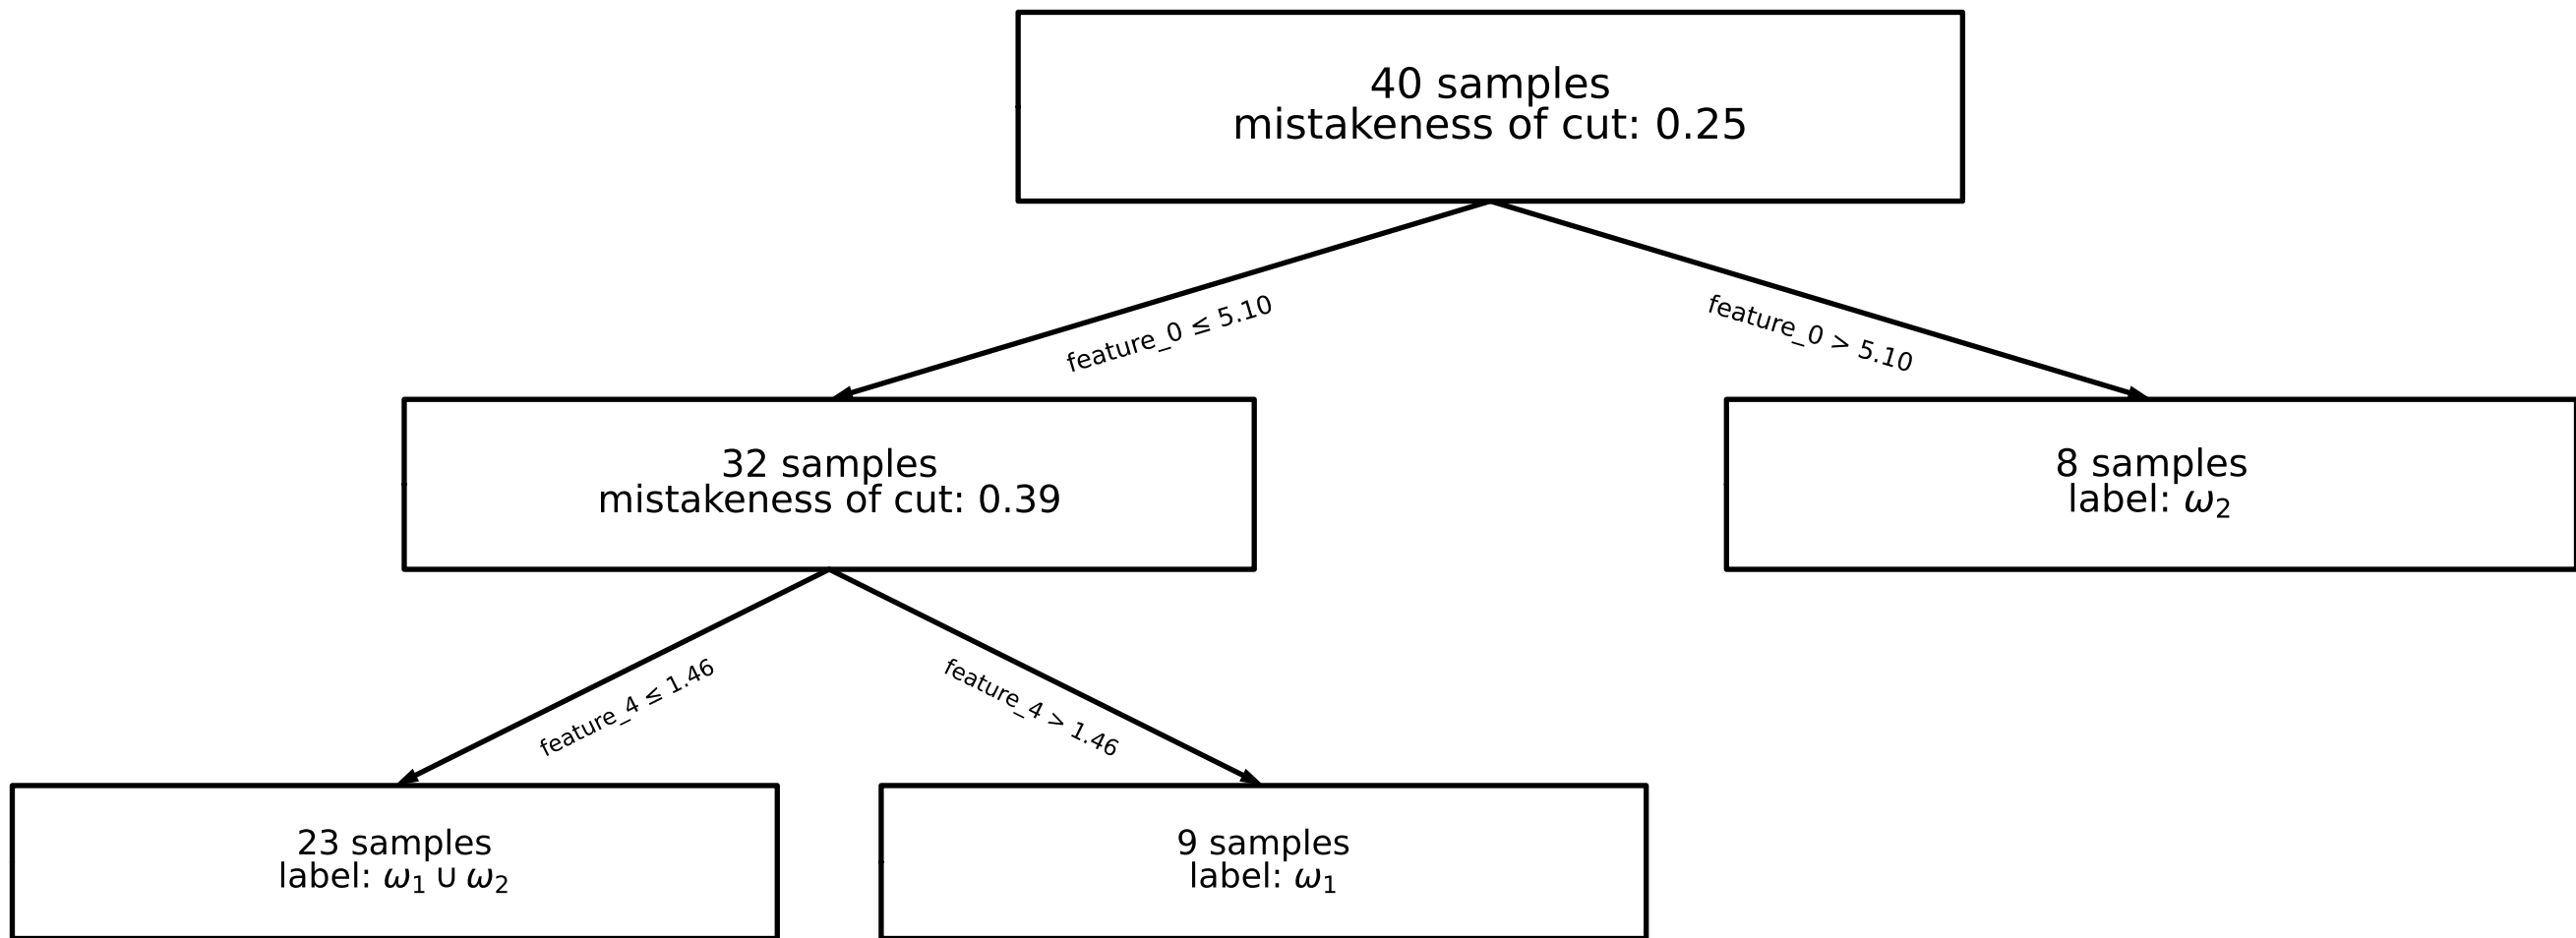 40 samples
mistakeness of cut: 0.25
feature_0 ≤ 5.10
feature_0 > 5.10
32 samples
mistakeness of cut: 0.39
8 samples
label: ω₂
feature_4 ≤ 1.46
feature_4 > 1.46
23 samples
label: ω₁ ∪ ω₂
9 samples
label: ω₁